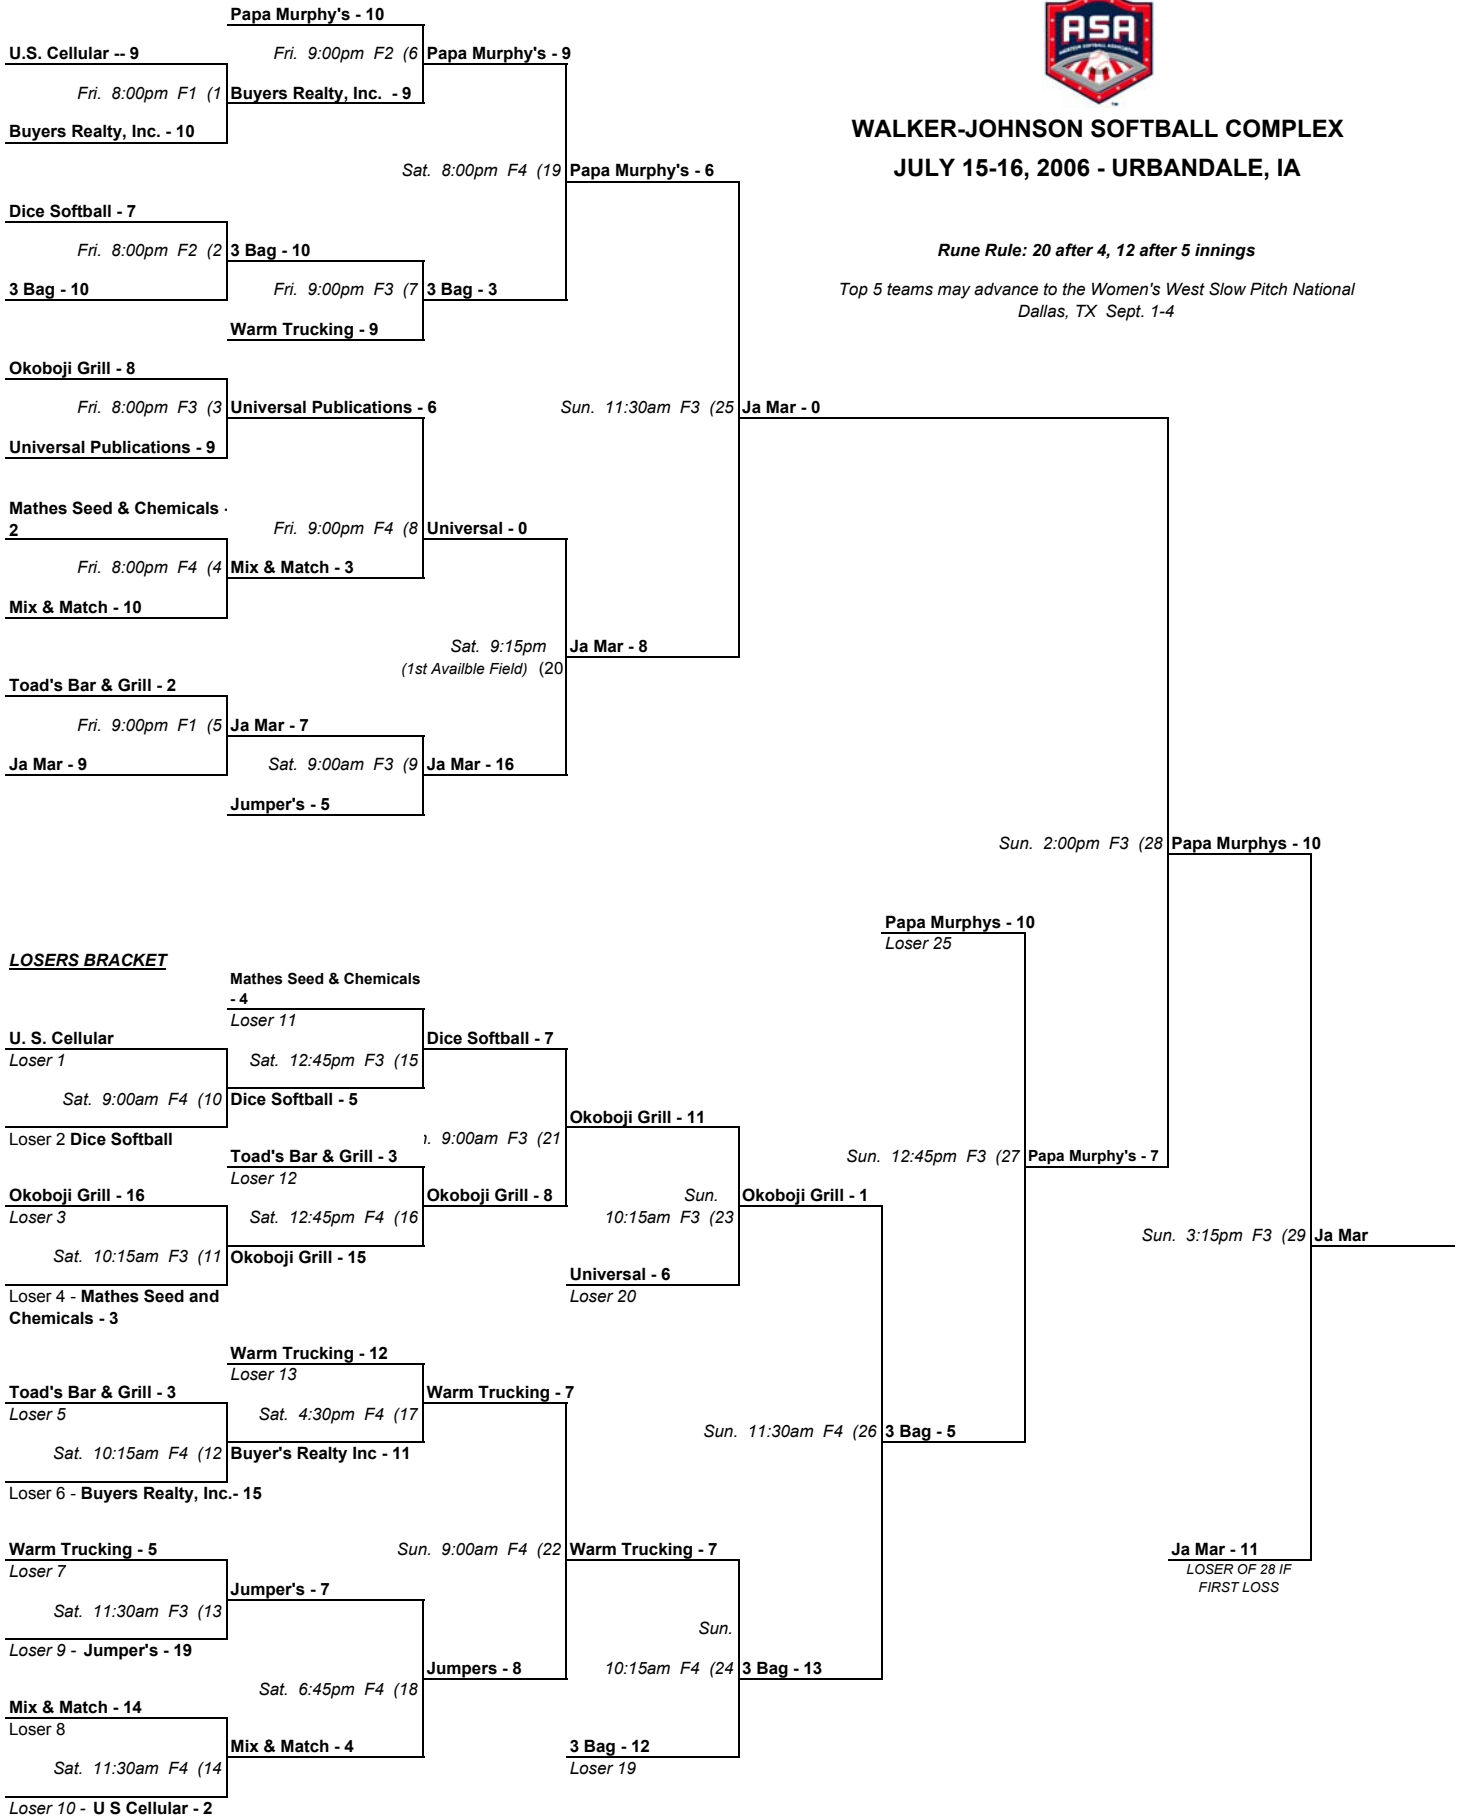 Papa Murphy's - 10
U.S. Cellular -- 9
Fri. 9:00pm F2 (6
Papa Murphy's - 9
Fri. 8:00pm F1 (1
Buyers Realty, Inc. - 9
Buyers Realty, Inc. - 10
ASA
AMATEUR SOFTBALL ASSOCIATION
WALKER-JOHNSON SOFTBALL COMPLEX
JULY 15-16, 2006 - URBANDALE, IA
Rune Rule: 20 after 4, 12 after 5 innings
Top 5 teams may advance to the Women's West Slow Pitch National
Dallas, TX Sept. 1-4
Sat. 8:00pm F4 (19
Papa Murphy's - 6
Dice Softball - 7
Fri. 8:00pm F2 (2
3 Bag - 10
3 Bag - 10
Fri. 9:00pm F3 (7
3 Bag - 3
Warm Trucking - 9
Okoboji Grill - 8
Fri. 8:00pm F3 (3
Universal Publications - 6
Sun. 11:30am F3 (25
Ja Mar - 0
Universal Publications - 9
Mathes Seed & Chemicals -
2
Fri. 9:00pm F4 (8
Universal - 0
Fri. 8:00pm F4 (4
Mix & Match - 3
Mix & Match - 10
Sat. 9:15pm
(1st Availble Field) (20
Ja Mar - 8
Toad's Bar & Grill - 2
Fri. 9:00pm F1 (5
Ja Mar - 7
Ja Mar - 9
Sat. 9:00am F3 (9
Ja Mar - 16
Jumper's - 5
Sun. 2:00pm F3 (28
Papa Murphys - 10
Papa Murphys - 10
Loser 25
LOSERS BRACKET
Mathes Seed & Chemicals
- 4
Loser 11
U. S. Cellular
Loser 1
Sat. 12:45pm F3 (15
Dice Softball - 7
Sat. 9:00am F4 (10
Dice Softball - 5
Loser 2 Dice Softball
9:00am F3 (21
Okoboji Grill - 11
Toad's Bar & Grill - 3
Loser 12
Sun. 12:45pm F3 (27
Papa Murphy's - 7
Okoboji Grill - 16
Loser 3
Sat. 12:45pm F4 (16
Okoboji Grill - 8
Sun.
10:15am F3 (23
Okoboji Grill - 1
Sat. 10:15am F3 (11
Okoboji Grill - 15
Sun. 3:15pm F3 (29
Ja Mar
Universal - 6
Loser 20
Loser 4 - Mathes Seed and
Chemicals - 3
Warm Trucking - 12
Loser 13
Toad's Bar & Grill - 3
Loser 5
Sat. 4:30pm F4 (17
Warm Trucking - 7
Sun. 11:30am F4 (26
3 Bag - 5
Sat. 10:15am F4 (12
Buyer's Realty Inc - 11
Loser 6 - Buyers Realty, Inc.- 15
Warm Trucking - 5
Loser 7
Sun. 9:00am F4 (22
Warm Trucking - 7
Ja Mar - 11
LOSER OF 28 IF
FIRST LOSS
Jumper's - 7
Sat. 11:30am F3 (13
Loser 9 - Jumper's - 19
Sun.
10:15am F4 (24
3 Bag - 13
Jumpers - 8
Sat. 6:45pm F4 (18
Mix & Match - 14
Loser 8
Mix & Match - 4
3 Bag - 12
Loser 19
Sat. 11:30am F4 (14
Loser 10 - U S Cellular - 2